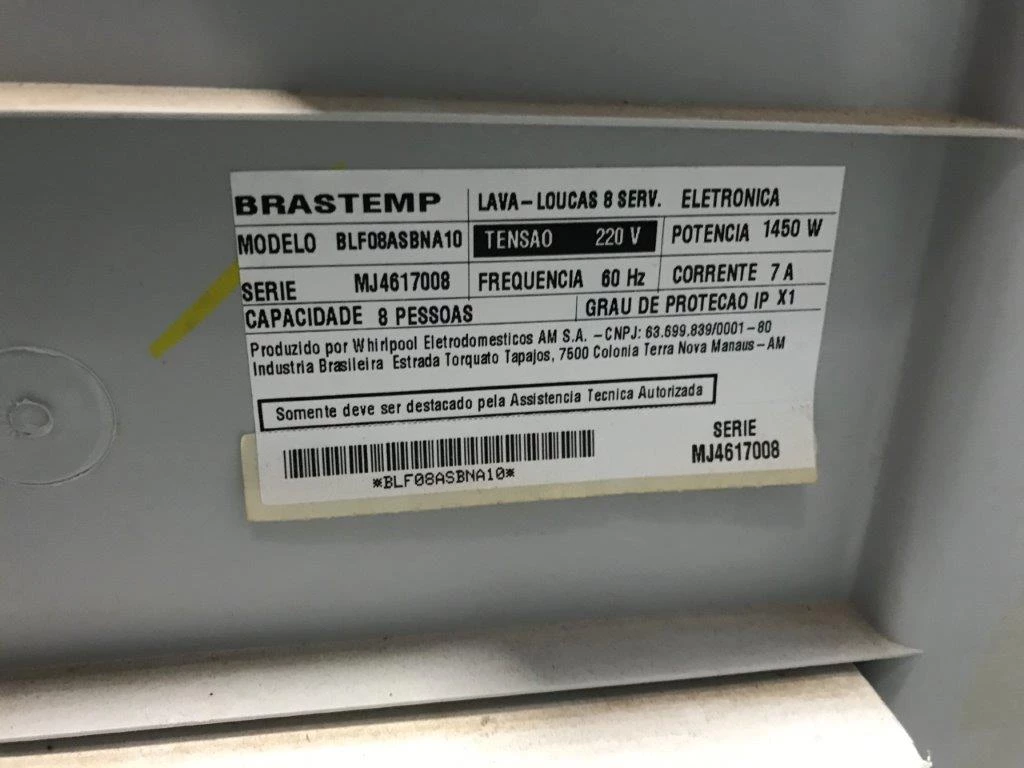 BRASTEMP LAVA-LOUCAS 8 SERV. ELETRONICA
MODELO BLF08ASBNA10 TENSAO 220 V POTENCIA 1450 W
SERIE MJ4617008 FREQUENCIA 60 Hz CORRENTE 7 A
CAPACIDADE 8 PESSOAS GRAU DE PROTECAO IP X1
Produzido por Whirlpool Eletrodomesticos AM S.A. -CNPJ: 63.699.839/0001-80
Industria Brasileira Estrada Torquato Tapajos, 7500 Colonia Terra Nova Manaus-AM
Somente deve ser destacado pela Assistencia Tecnica Autorizada
*BLF08ASBNA10*
SERIE
MJ4617008